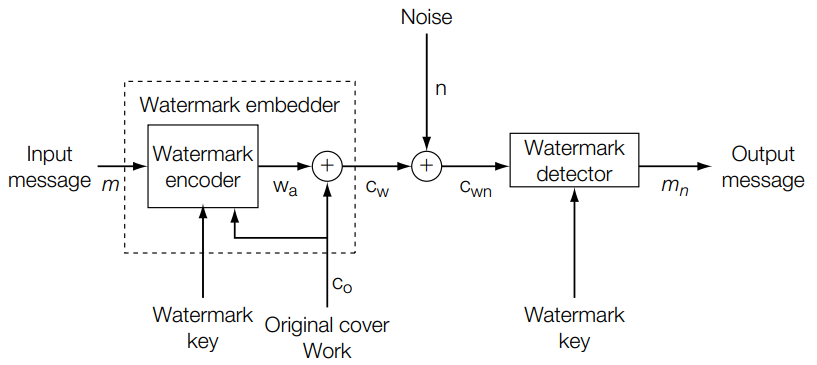 Noise
n
Watermark embedder
Input
message
m
Watermark
encoder
wa
+
cw
+
cwn
Watermark
detector
mn
Output
message
co
Watermark
key
Original cover
Work
Watermark
key